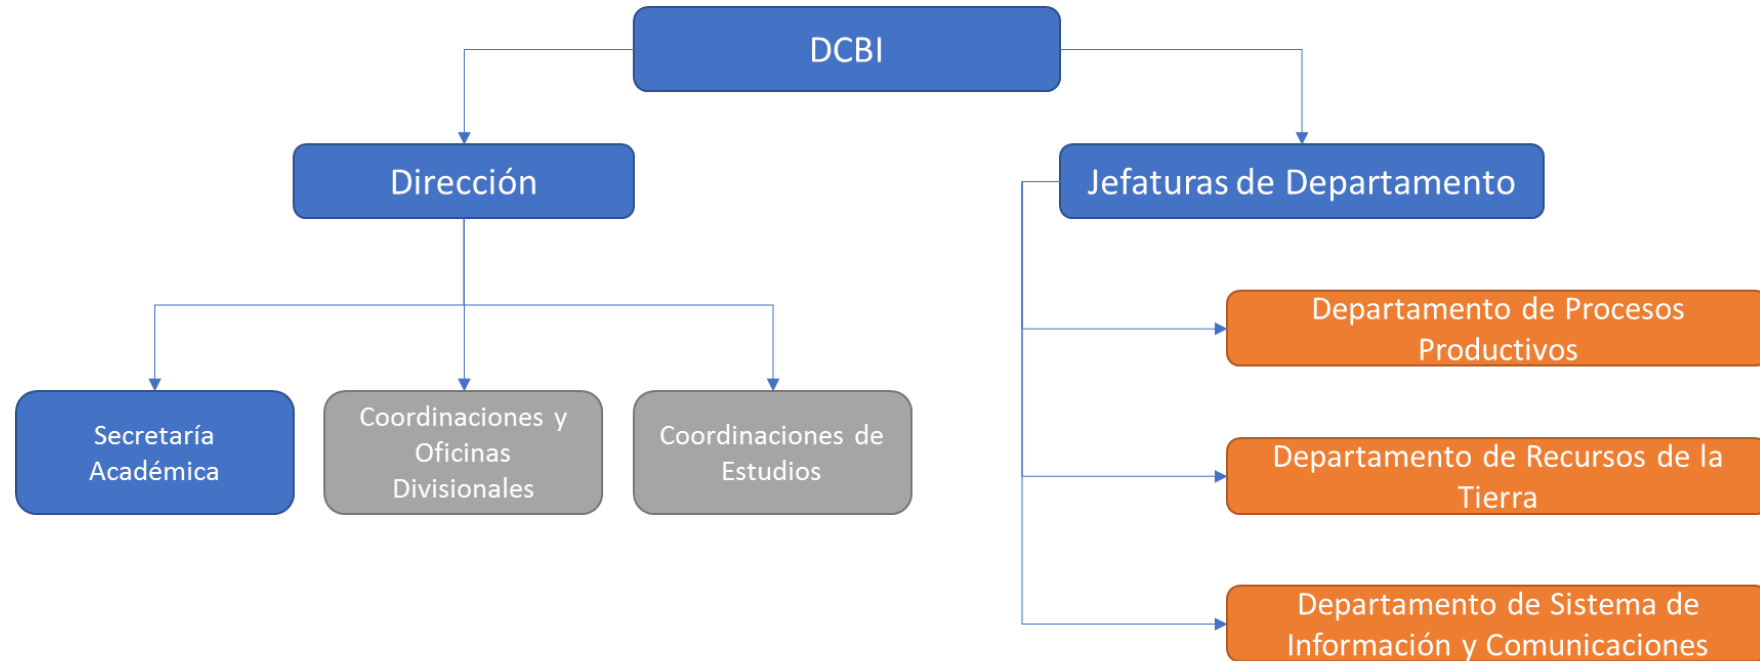 DCBI
Dirección
Jefaturas de Departamento
Departamento de Procesos
Productivos
Secretaría
Académica
Coordinaciones y
Oficinas
Divisionales
Coordinaciones de
Estudios
Departamento de Recursos de la
Tierra
Departamento de Sistema de
Información y Comunicaciones